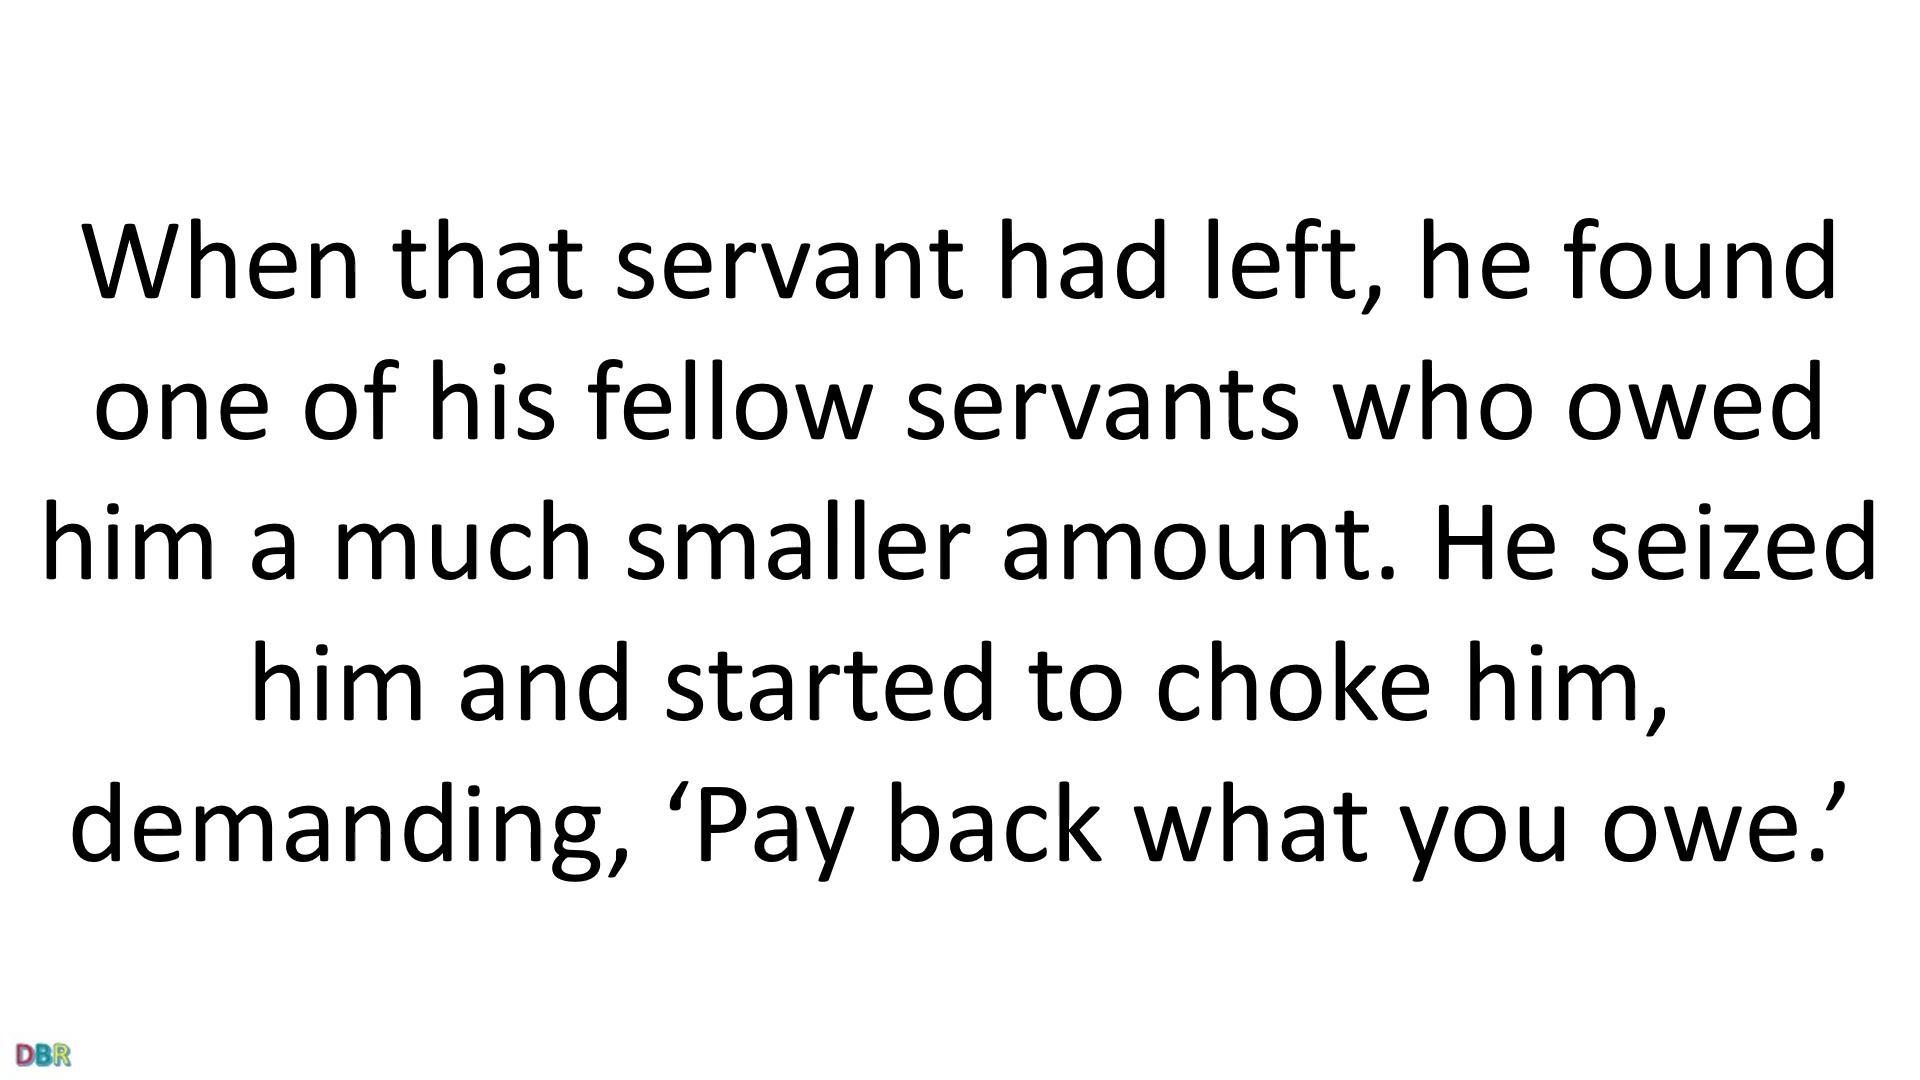 When that servant had left, he found
one of his fellow servants who owed
him a much smaller amount. He seized
him and started to choke him,
demanding, ‘Pay back what you owe.’
DBR